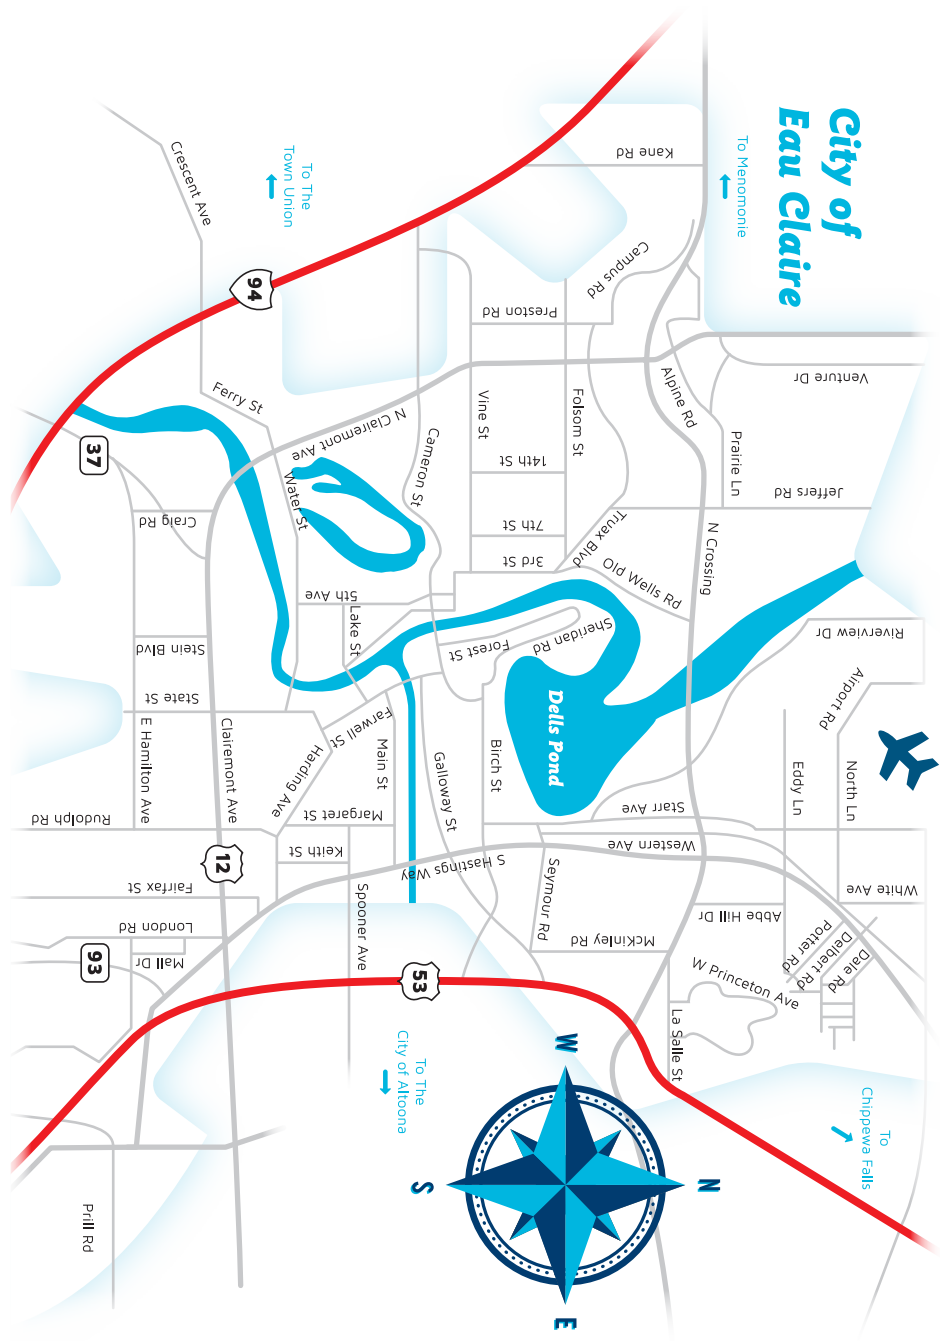 City of
Eau Claire
To Menomonie
Kane Rd
To The
Town Union
Crescent Ave
Campus Rd
94
Preston Rd
Venture Dr
Alpine Rd
Folsom St
Vine St
N Clairemont Ave
Ferry St
Cameron St
Prairie Ln
Jeffers Rd
14th St
37
Water St
Craig Rd
7th St
Truax Blvd
N Crossing
3rd St
Old Wells Rd
5th Ave
Lake St
Riverview Dr
Sheridan Rd
Forest St
Stein Blvd
State St
Airport Rd
Dells Pond
Farwell St
E Hamilton Ave
Clairemont Ave
Harding Ave
Main St
Galloway St
Birch St
Eddy Ln
North Ln
Starr Ave
Margaret St
Rudolph Rd
Western Ave
Keith St
12
S Hastings Way
Seymour Rd
White Ave
Fairfax St
Spooner Ave
Abbe Hill Dr
London Rd
McKinley Rd
Potter Rd
Delbert Rd
Dale Rd
Mall Dr
93
53
W Princeton Ave
La Salle St
To The
City of Altoona
To
Chippewa Falls
W
N
S
E
Prill Rd